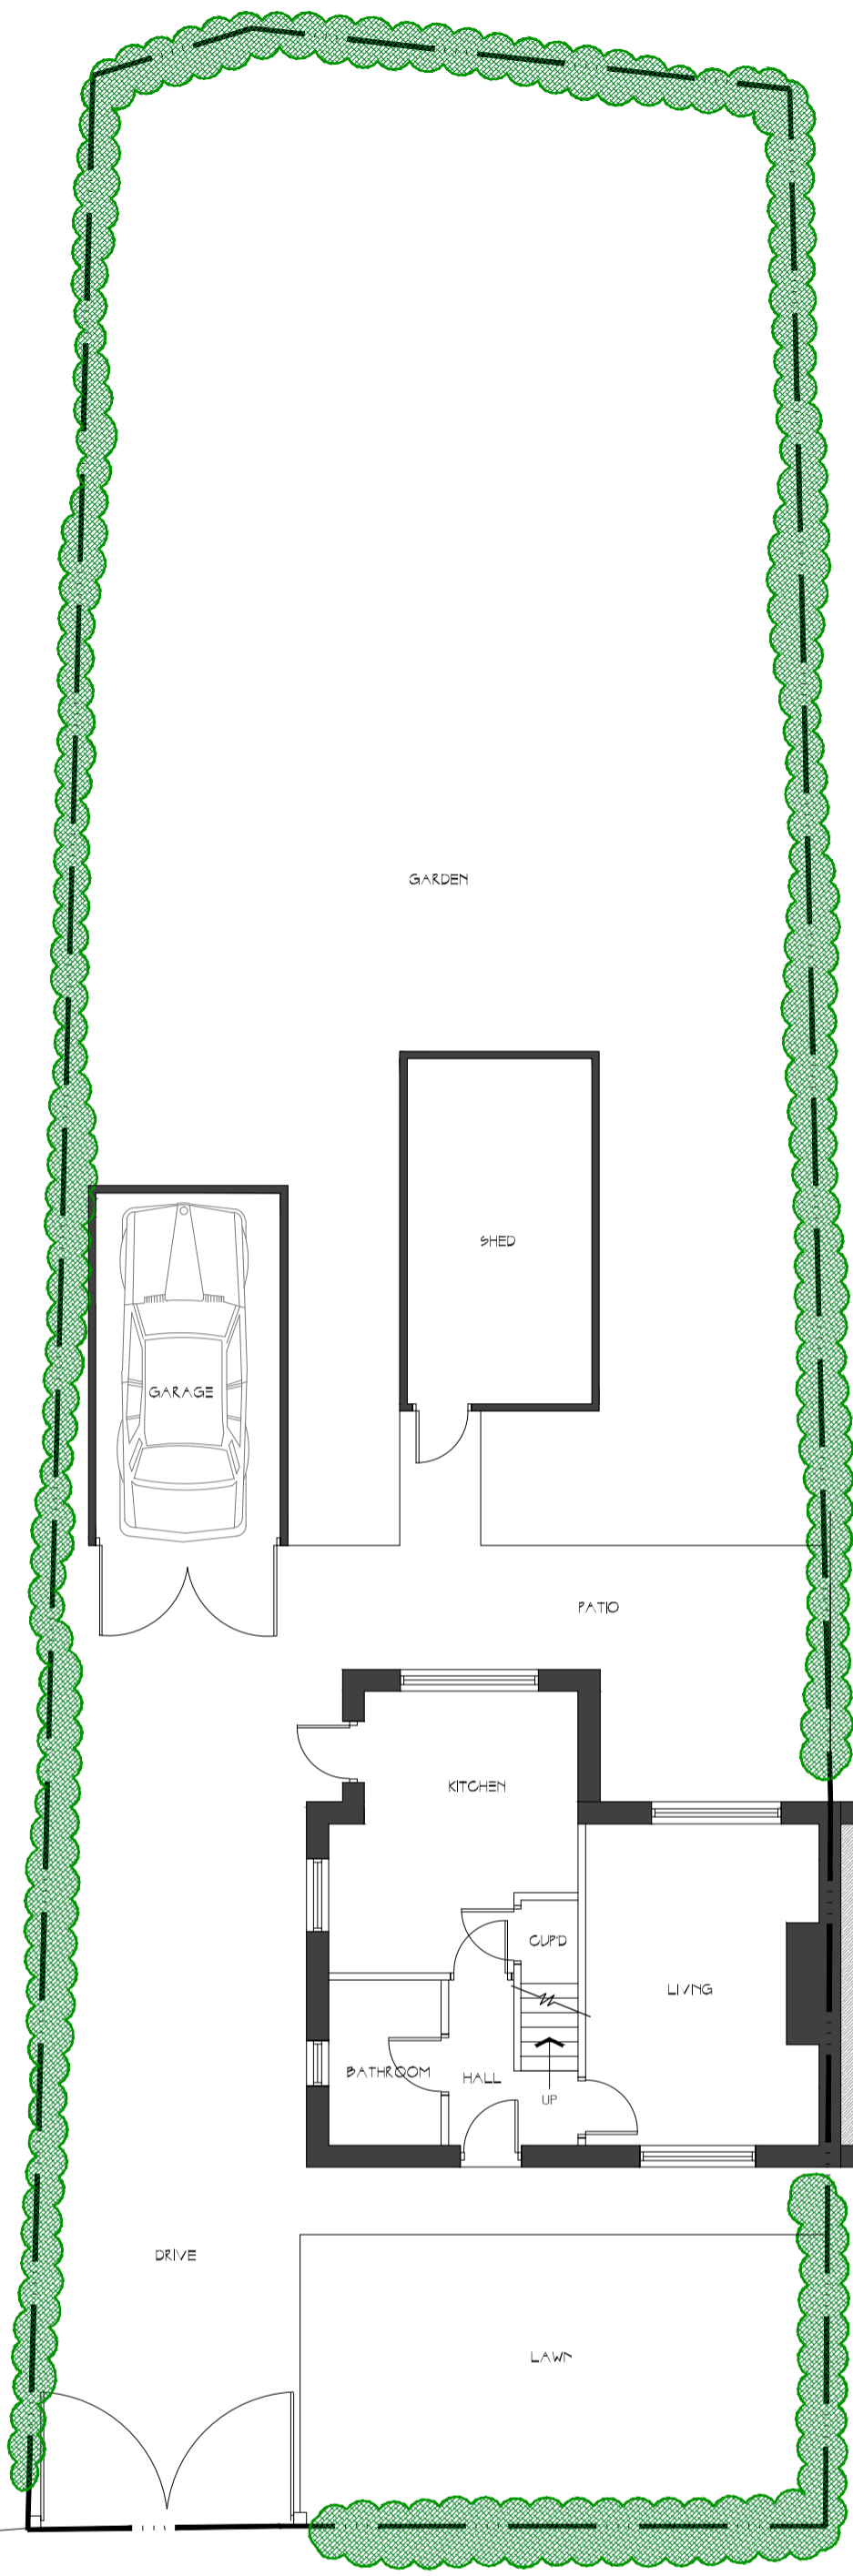 GARDEN
SHED
GARAGE
PATIO
KITCHEN
CUP'D
LIVING
BATHROOM
HALL
UP
DRIVE
LAWN